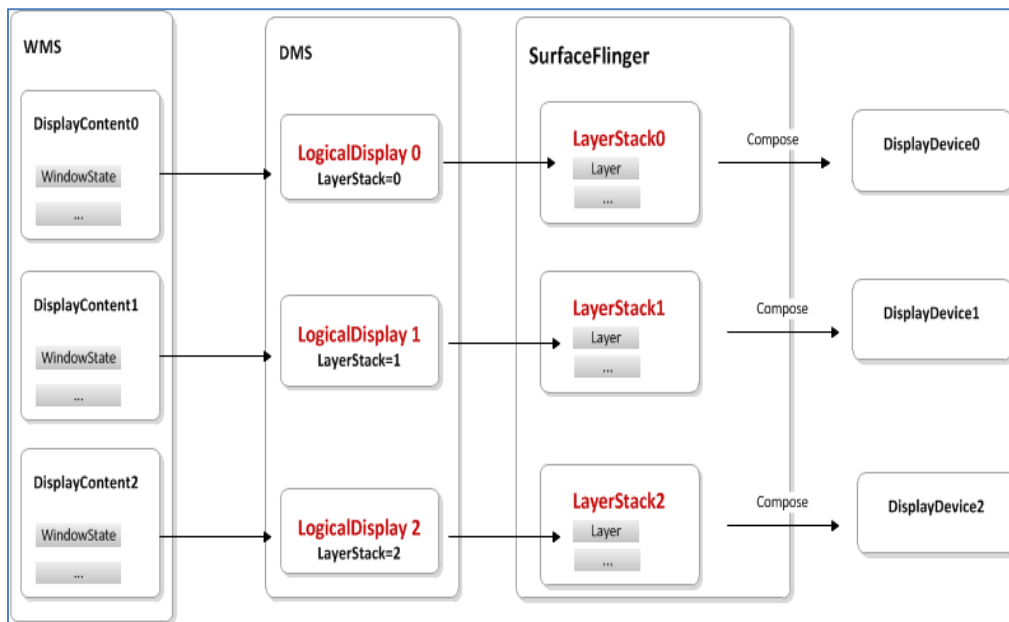 WMS
DisplayContent0
WindowState
...
DisplayContent1
WindowState
...
DisplayContent2
WindowState
...
DMS
LogicalDisplay 0
LayerStack=0
LogicalDisplay 1
LayerStack=1
LogicalDisplay 2
LayerStack=2
SurfaceFlinger
LayerStack0
Layer
...
LayerStack1
Layer
...
LayerStack2
Layer
...
Compose
Compose
Compose
DisplayDevice0
DisplayDevice1
DisplayDevice2